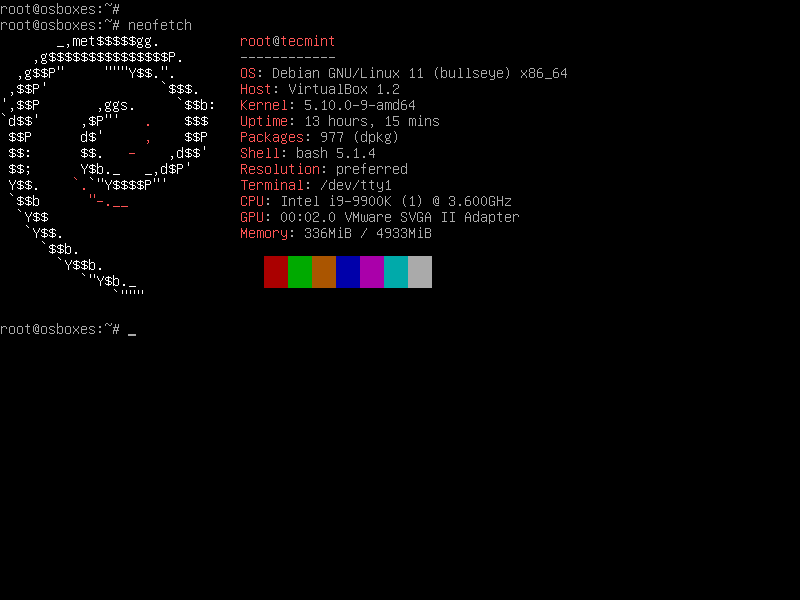 root@osboxes:~#
root@osboxes:~# neofetch
       _,met$$$$$gg.          root@tecmint
    ,g$$$$$$$$$$$$$$$P.       ------------
  ,g$$P"     """Y$$.".        OS: Debian GNU/Linux 11 (bullseye) x86_64
 ,$$P'              `$$$.     Host: VirtualBox 1.2
',$$P       ,ggs.     `$$b:   Kernel: 5.10.0-9-amd64
`d$$'     ,$P"'   .    $$$    Uptime: 13 hours, 15 mins
 $$P      d$'     ,    $$P    Packages: 977 (dpkg)
 $$:      $$.   -    ,d$$'    Shell: bash 5.1.4
 $$;      Y$b._   _,d$P'      Resolution: preferred
 Y$$.    `.`"Y$$$$P"'         Terminal: /dev/tty1
 `$$b      "-.__              CPU: Intel i9-9900K (1) @ 3.600GHz
  `Y$$                        GPU: 00:02.0 VMware SVGA II Adapter
   `Y$$.                      Memory: 336MiB / 4933MiB
     `$$b.
       `Y$$b.
          `"Y$b._
              `"""
root@osboxes:~# _